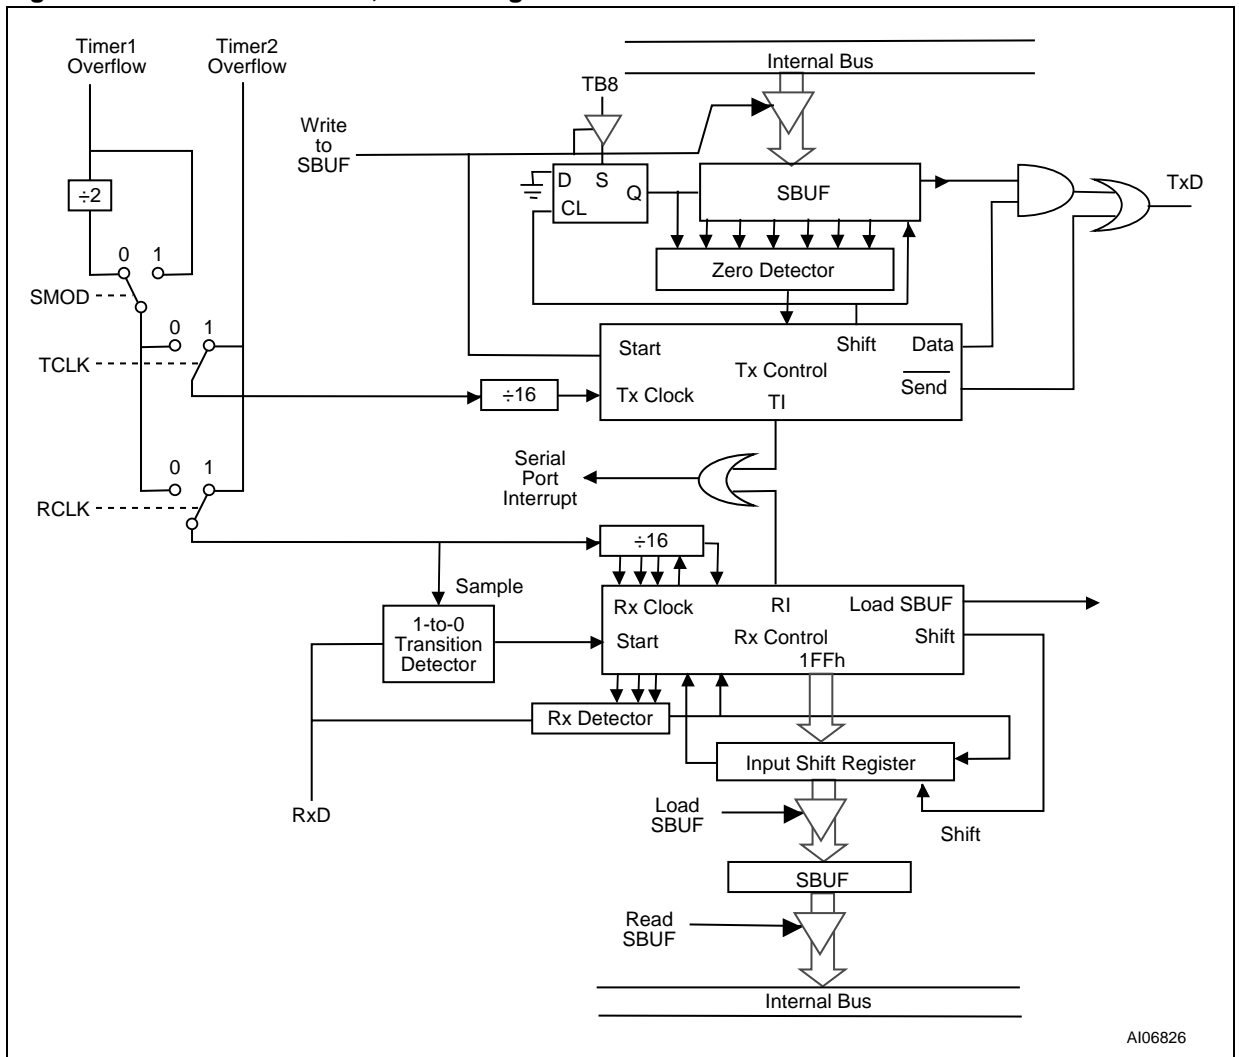 Timer1
Overflow
Timer2
Overflow
Internal Bus
TB8
Write
to
SBUF
D S
Q
CL
SBUF
TxD
÷2
Zero Detector
0 1
SMOD
0 1
TCLK
Start
Shift
Data
Tx Control
Send
÷16
Tx Clock
TI
Serial
Port
Interrupt
0 1
RCLK
÷16
Sample
Rx Clock
RI
Load SBUF
1-to-0
Transition
Detector
Start
Rx Control
Shift
1FFh
Rx Detector
Input Shift Register
RxD
Load
SBUF
Shift
SBUF
Read
SBUF
Internal Bus
AI06826